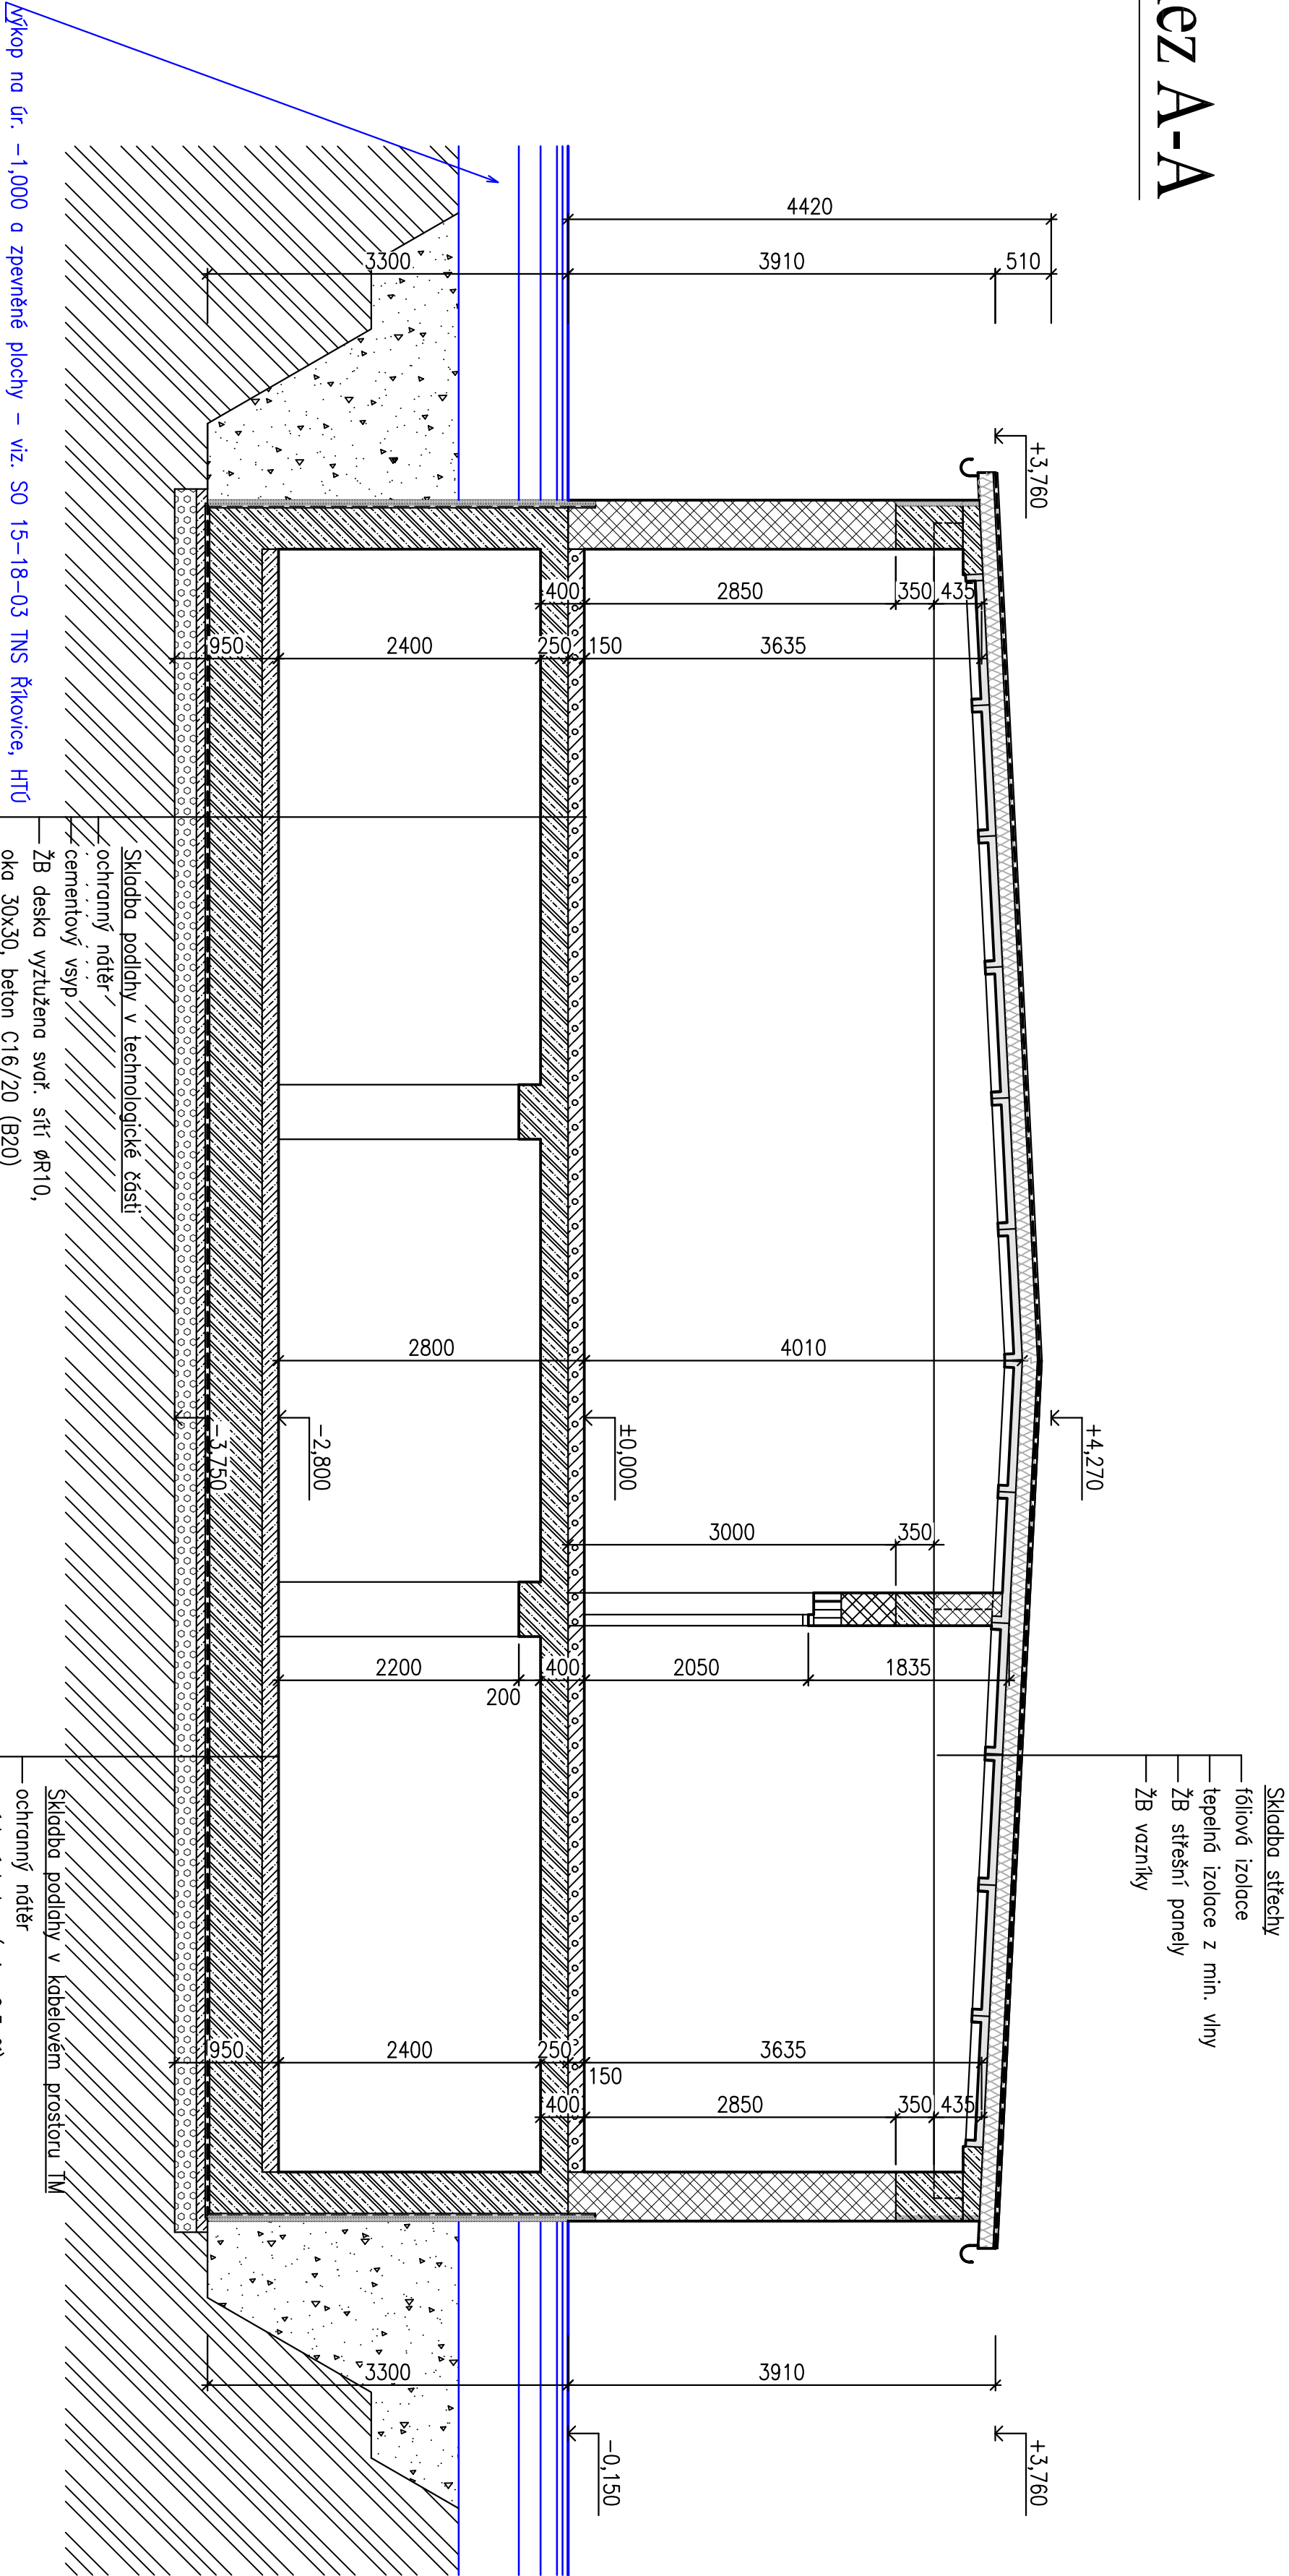 ez A-A
4420
3300
3910
510
+3,760
400
2850
350
435
950
2400
250
150
3635
2800
4010
-3,750
-2,800
±0,000
+4,270
3000
350
2200
200
400
2050
1835
950
2400
250
150
3635
400
2850
350
435
3300
3910
-0,150
+3,760
Skladba střechy
fóliová izolace
tepelná izolace z min. vlny
ŽB střešní panely
ŽB vazníky
výkop na úr. -1,000 a zpevněné plochy - viz. SO 15-18-03 TNS Říkovice, HTÚ
Skladba podlahy v technologické části
ochranný nátěr
cementový vsyp
ŽB deska vyztužena svař. sítí øR10,
oka 30x30, beton C16/20 (B20)
Skladba podlahy v kabelovém prostoru TM
ochranný nátěr